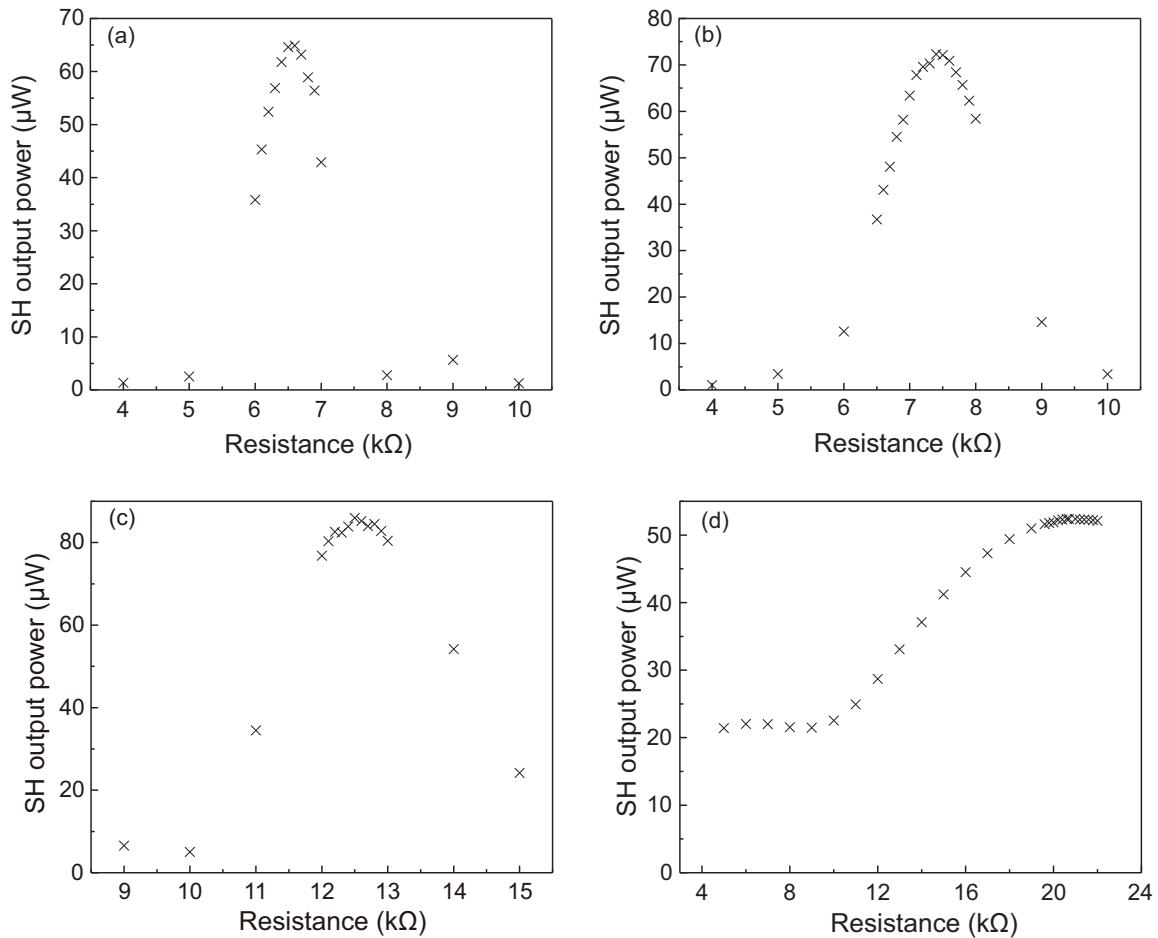 (a)
70
60
50
40
30
20
10
0
SH output power (µW)
4 5 6 7 8 9 10
Resistance (kΩ)
(b)
80
70
60
50
40
30
20
10
0
SH output power (µW)
4 5 6 7 8 9 10
Resistance (kΩ)
(c)
80
60
40
20
0
SH output power (µW)
9 10 11 12 13 14 15
Resistance (kΩ)
(d)
50
40
30
20
10
0
SH output power (µW)
4 8 12 16 20 24
Resistance (kΩ)